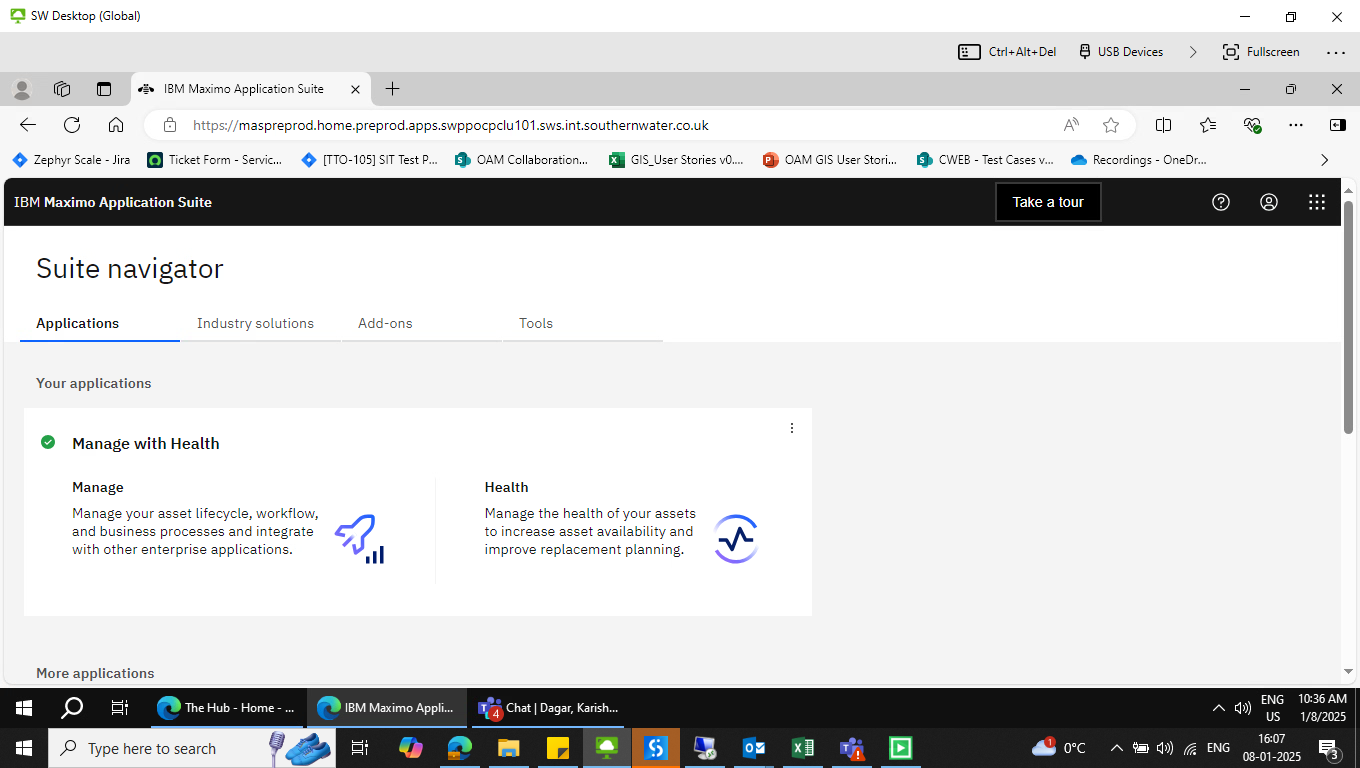 SW Desktop (Global)
Ctrl+Alt+Del
USB Devices
Fullscreen
IBM Maximo Application Suite
https://maspreprod.home.preprod.apps.swppocpclu101.sws.int.southernwater.co.uk
Zephyr Scale - Jira
Ticket Form - Servic...
[TTO-105] SIT Test P...
OAM Collaboration...
GIS_User Stories v0....
OAM GIS User Stori...
CWEB - Test Cases v...
Recordings - OneDr...
IBM Maximo Application Suite
Take a tour
Suite navigator
Applications
Industry solutions
Add-ons
Tools
Your applications
Manage with Health
Manage
Manage your asset lifecycle, workflow,
and business processes and integrate
with other enterprise applications.
Health
Manage the health of your assets
to increase asset availability and
improve replacement planning.
More applications
The Hub - Home - ...
IBM Maximo Appli...
4
Chat | Dagar, Karish...
ENG
US
10:36 AM
1/8/2025
Type here to search
1
0°C
ENG
16:07
08-01-2025
3